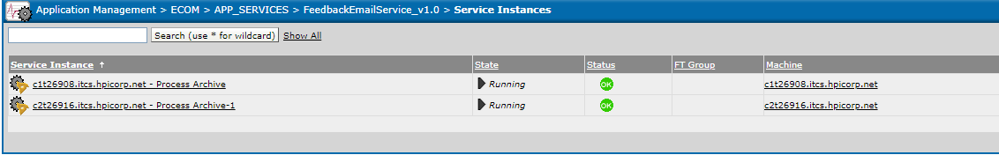 Application Management > ECOM > APP_SERVICES > FeedbackEmailService_v1.0 > Service Instances
Search (use * for wildcard) Show All
Service Instance ↑ State Status FT Group Machine
c1t26908.itcs.hpicorp.net - Process Archive Running OK c1t26908.itcs.hpicorp.net
c2t26916.itcs.hpicorp.net - Process Archive-1 Running OK c2t26916.itcs.hpicorp.net